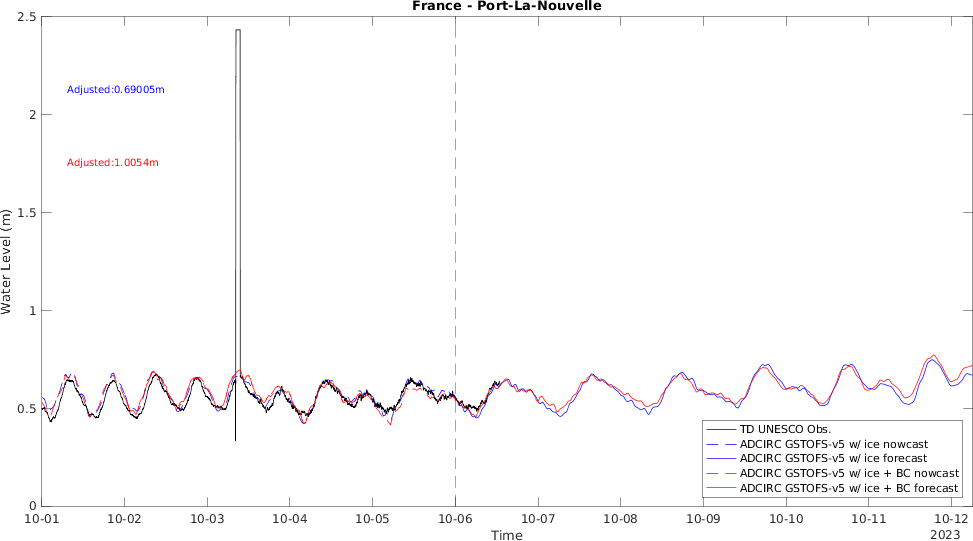 France - Port-La-Nouvelle
2.5
2
1.5
1
0.5
0
Water Level (m)
Adjusted:0.69005m
Adjusted:1.0054m
TD UNESCO Obs.
ADCIRC GSTOFS-v5 w/ ice nowcast
ADCIRC GSTOFS-v5 w/ ice forecast
ADCIRC GSTOFS-v5 w/ ice + BC nowcast
ADCIRC GSTOFS-v5 w/ ice + BC forecast
10-01 10-02 10-03 10-04 10-05 10-06 10-07 10-08 10-09 10-10 10-11 10-12
Time 2023